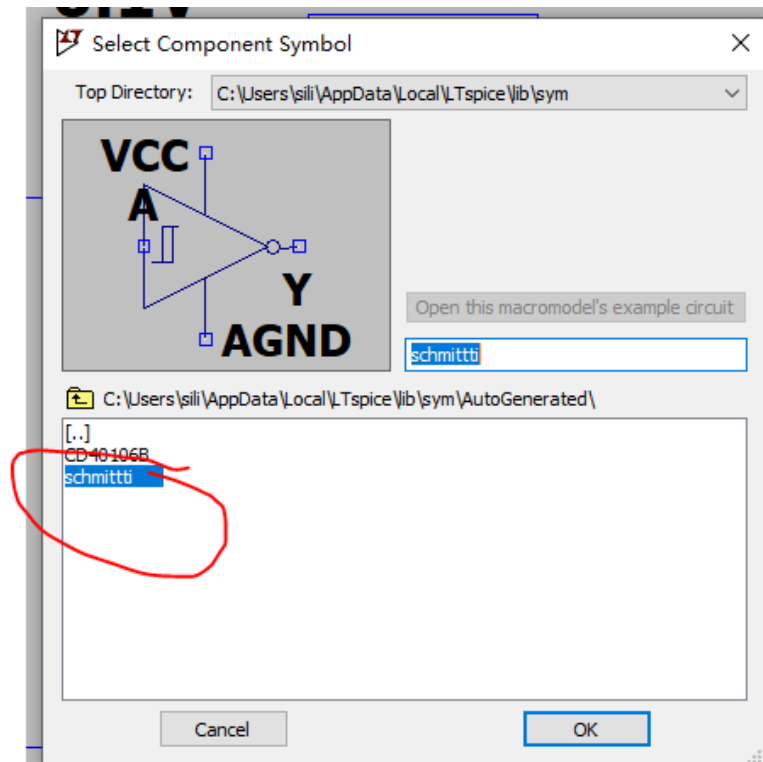 Select Component Symbol
Top Directory: C:\Users\sili\AppData\Local\LTspice\lib\sym
VCC
A
Y
AGND
Open this macromodel's example circuit
schmittti
C:\Users\sili\AppData\Local\LTspice\lib\sym\AutoGenerated\
[..]
CD40106B
schmittti
Cancel
OK